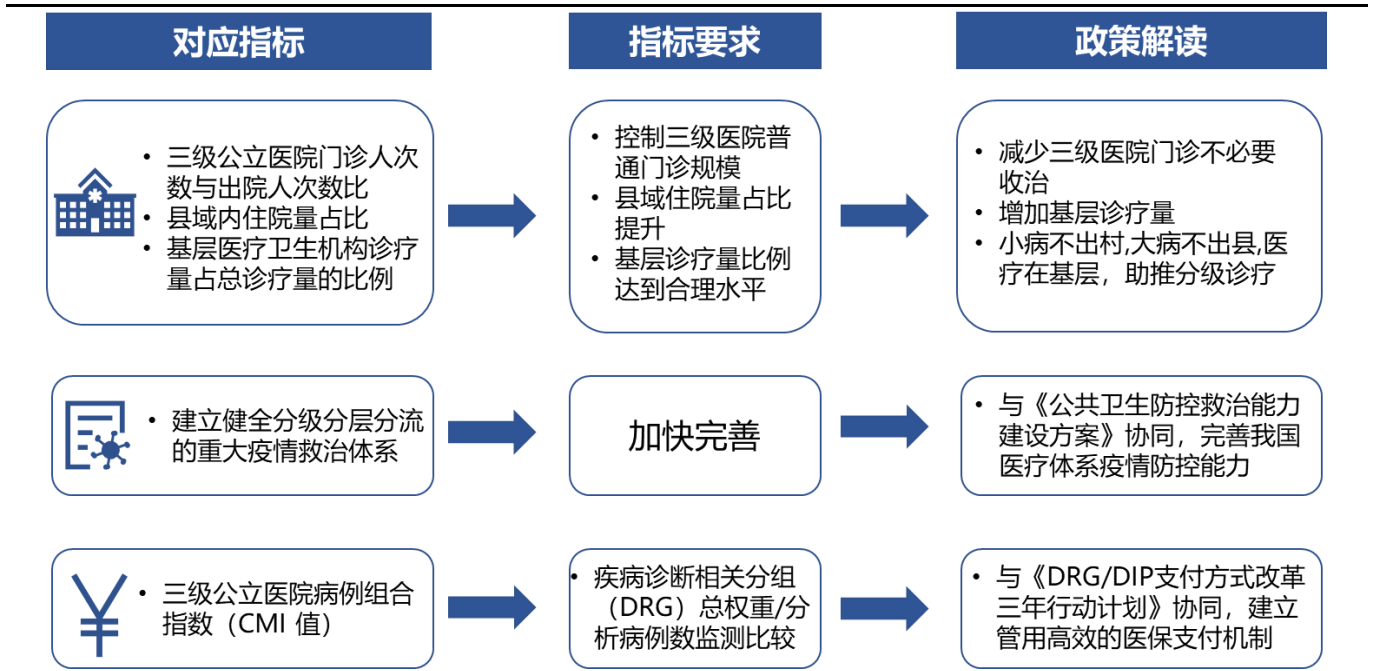 对应指标
指标要求
政策解读
• 三级公立医院门诊人次
数与出院人次数比
• 县域内住院量占比
• 基层医疗卫生机构诊疗
量占总诊疗量的比例
• 控制三级医院普
通门诊规模
• 县域住院量占比
提升
• 基层诊疗量比例
达到合理水平
• 减少三级医院门诊不必要
收治
• 增加基层诊疗量
• 小病不出村,大病不出县,医
疗在基层，助推分级诊疗
• 建立健全分级分层分流
的重大疫情救治体系
加快完善
• 与《公共卫生防控救治能力
建设方案》协同，完善我国
医疗体系疫情防控能力
• 三级公立医院病例组合
指数（CMI 值）
• 疾病诊断相关分组
（DRG）总权重/分
析病例数监测比较
• 与《DRG/DIP支付方式改革
三年行动计划》协同，建立
管用高效的医保支付机制